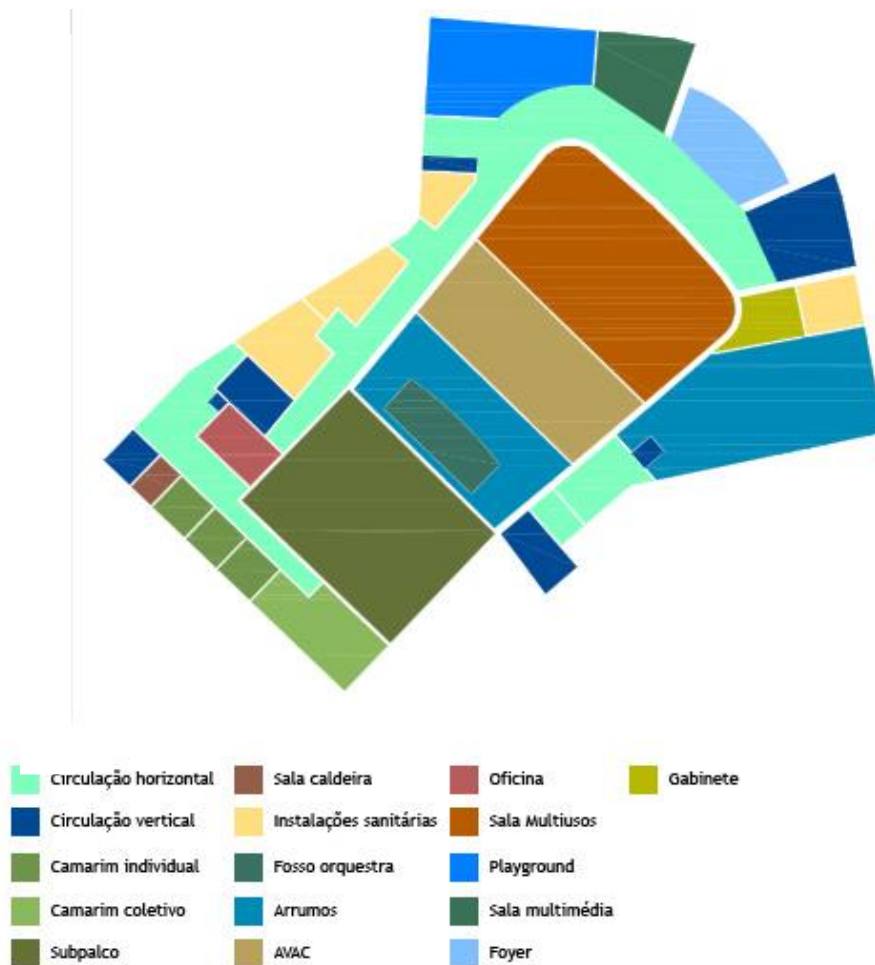 Circulação horizontal
Sala caldeira
Oficina
Gabinete
Circulação vertical
Instalações sanitárias
Sala Multiusos
Camarim individual
Fosso orquestra
Playground
Camarim coletivo
Arrumos
Sala multimédia
Subpalco
AVAC
Foyer